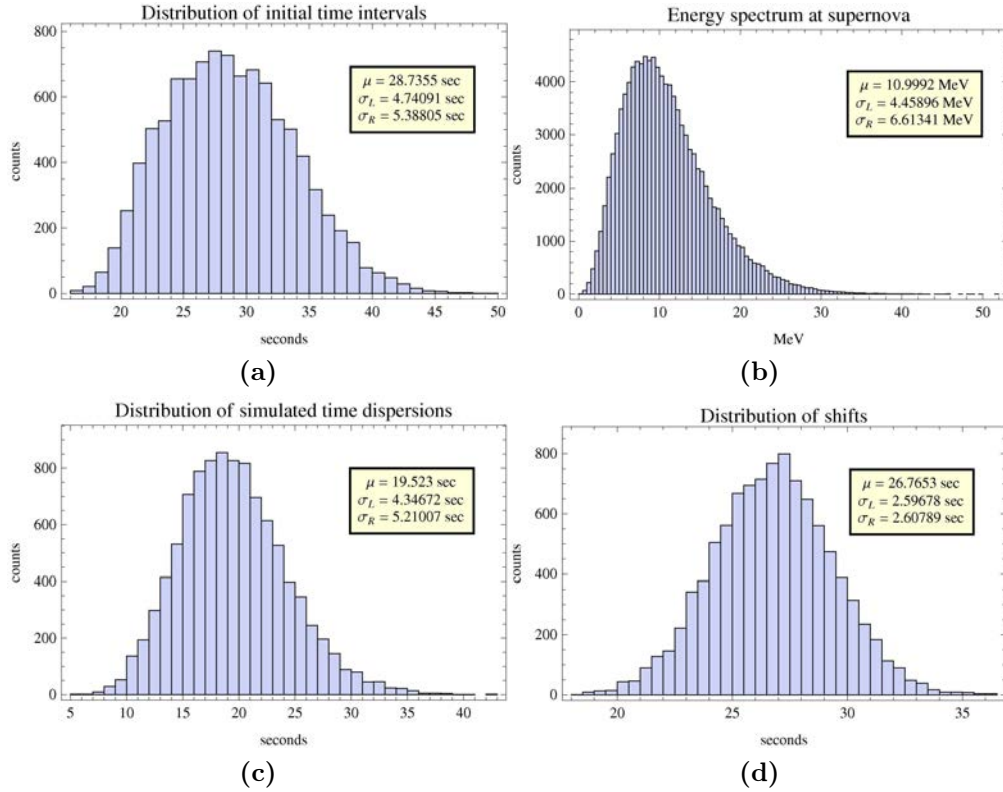 Distribution of initial time intervals
800
600
400
200
0
counts
μ = 28.7355 sec
σL = 4.74091 sec
σR = 5.38805 sec
20 25 30 35 40 45 50
seconds
(a)
Energy spectrum at supernova
4000
3000
2000
1000
0
counts
μ = 10.9992 MeV
σL = 4.45896 MeV
σR = 6.61341 MeV
0 10 20 30 40 50
MeV
(b)
Distribution of simulated time dispersions
800
600
400
200
0
counts
μ = 19.523 sec
σL = 4.34672 sec
σR = 5.21007 sec
5 10 15 20 25 30 35 40
seconds
(c)
Distribution of shifts
800
600
400
200
0
counts
μ = 26.7653 sec
σL = 2.59678 sec
σR = 2.60789 sec
20 25 30 35
seconds
(d)